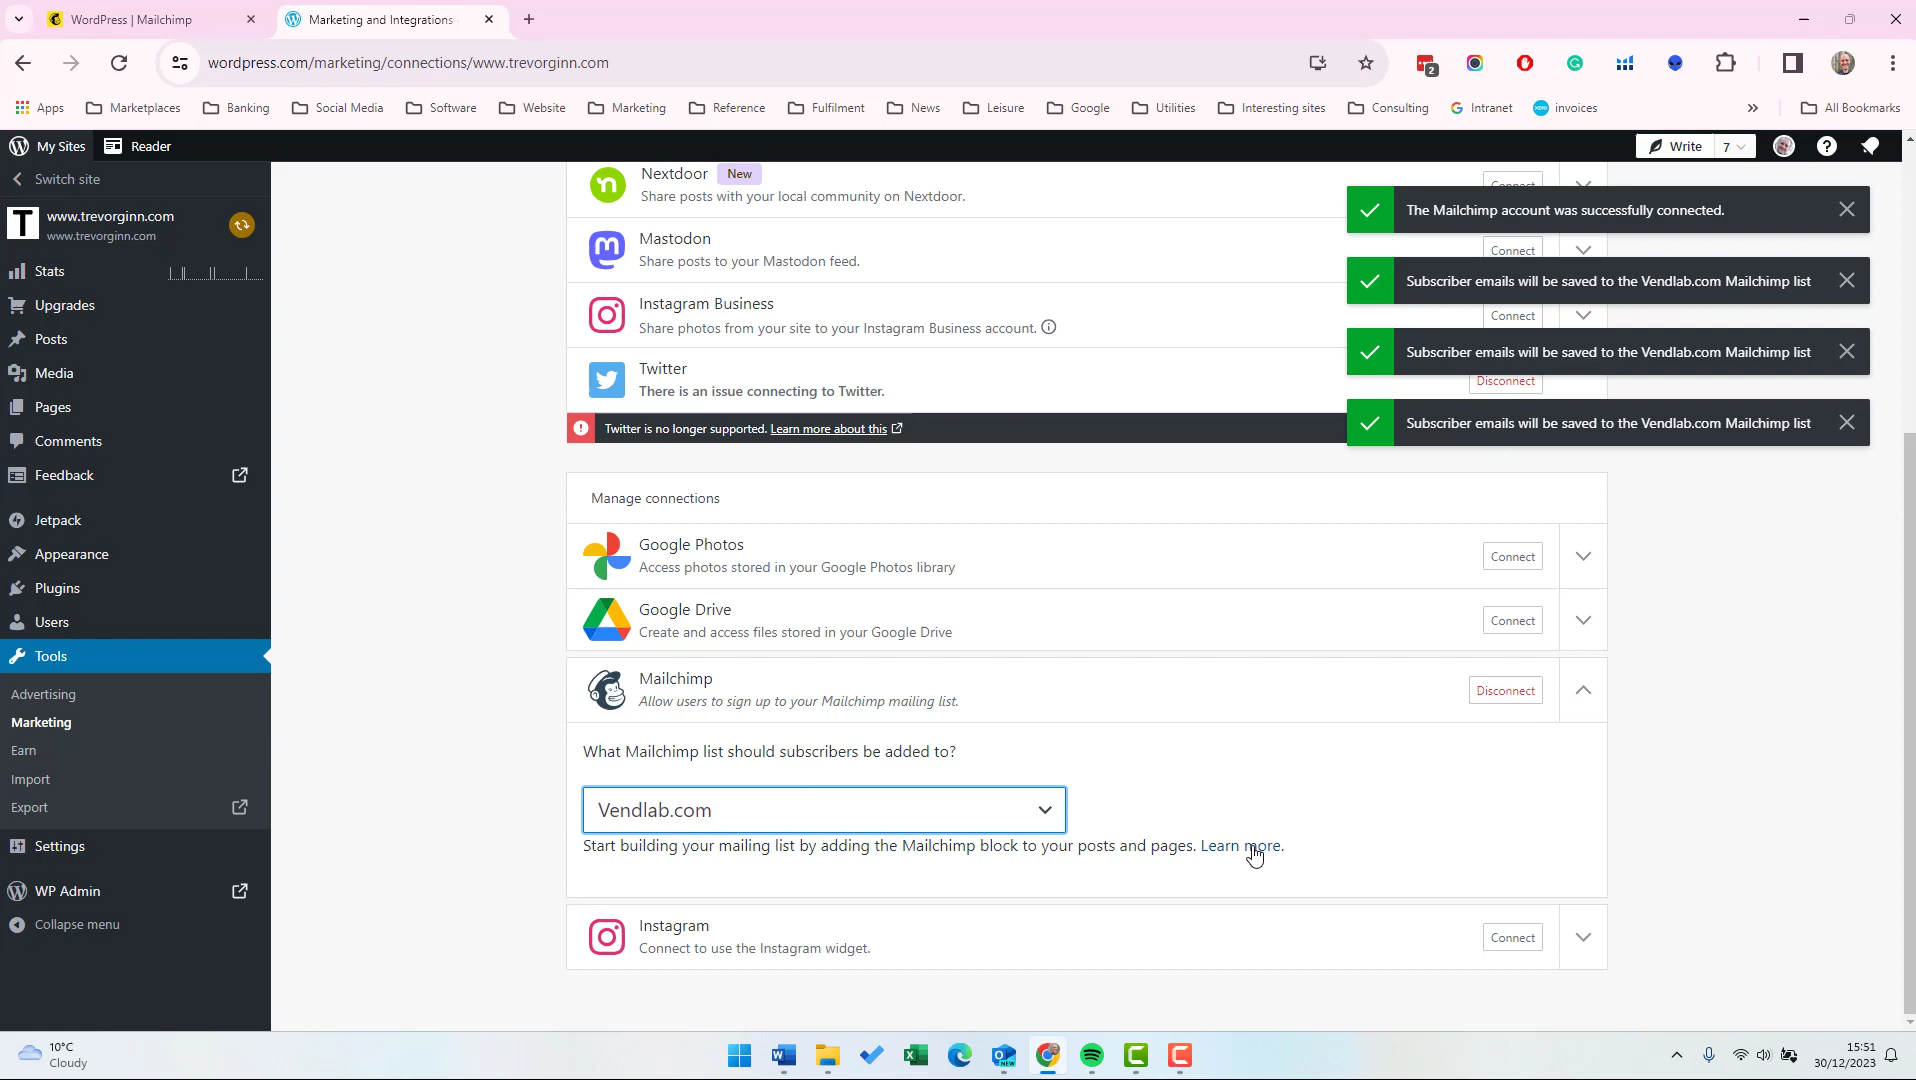 WordPress | Mailchimp
Marketing and Integrations
wordpress.com/marketing/connections/www.trevorginn.com
2
Apps
Marketplaces
Banking
Social Media
Software
Website
Marketing
Reference
Fulfilment
News
Leisure
Google
Utilities
Interesting sites
Consulting
Intranet
invoices
All Bookmarks
My Sites
Reader
Write
7
Switch site
T
www.trevorginn.com
www.trevorginn.com
Stats
Upgrades
Posts
Media
Pages
Comments
Feedback
Jetpack
Appearance
Plugins
Users
Tools
Advertising
Marketing
Earn
Import
Export
Settings
WP Admin
Collapse menu
Nextdoor
New
Share posts with your local community on Nextdoor.
Connect
Mastodon
Share posts to your Mastodon feed.
Connect
Instagram Business
Share photos from your site to your Instagram Business account.
Connect
Twitter
There is an issue connecting to Twitter.
Disconnect
Twitter is no longer supported. Learn more about this
The Mailchimp account was successfully connected.
Subscriber emails will be saved to the Vendlab.com Mailchimp list
Subscriber emails will be saved to the Vendlab.com Mailchimp list
Subscriber emails will be saved to the Vendlab.com Mailchimp list
Manage connections
Google Photos
Access photos stored in your Google Photos library
Connect
Google Drive
Create and access files stored in your Google Drive
Connect
Mailchimp
Allow users to sign up to your Mailchimp mailing list.
Disconnect
What Mailchimp list should subscribers be added to?
Vendlab.com
Start building your mailing list by adding the Mailchimp block to your posts and pages. Learn more.
Instagram
Connect to use the Instagram widget.
Connect
10°C
Cloudy
15:51
30/12/2023